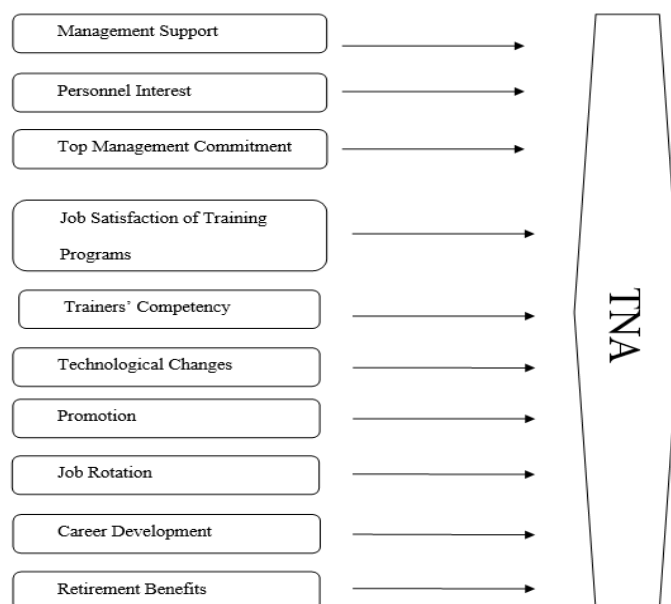 Management Support
Personnel Interest
Top Management Commitment
Job Satisfaction of Training
Programs
Trainers’ Competency
Technological Changes
Promotion
Job Rotation
Career Development
Retirement Benefits
TNA